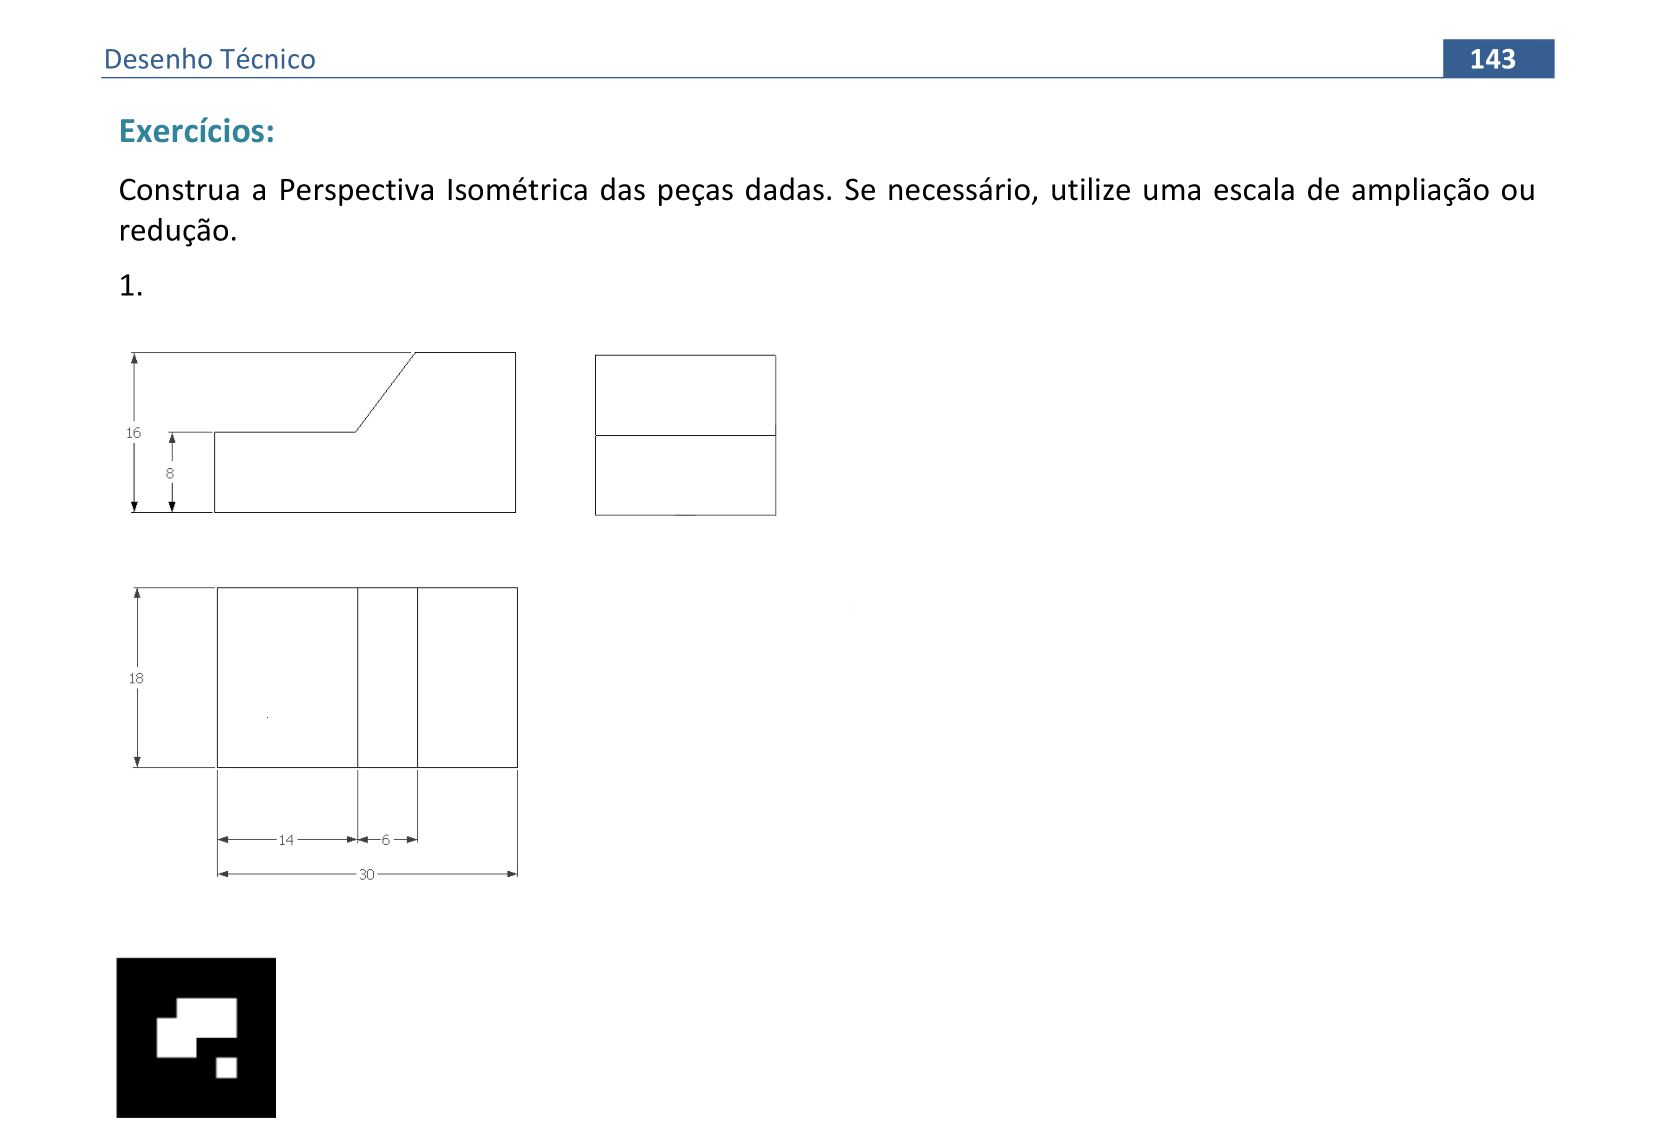 Desenho Técnico
143
Exercícios:
Construa a Perspectiva Isométrica das peças dadas. Se necessário, utilize uma escala de ampliação ou
redução.
1.
16
8
18
14
6
30